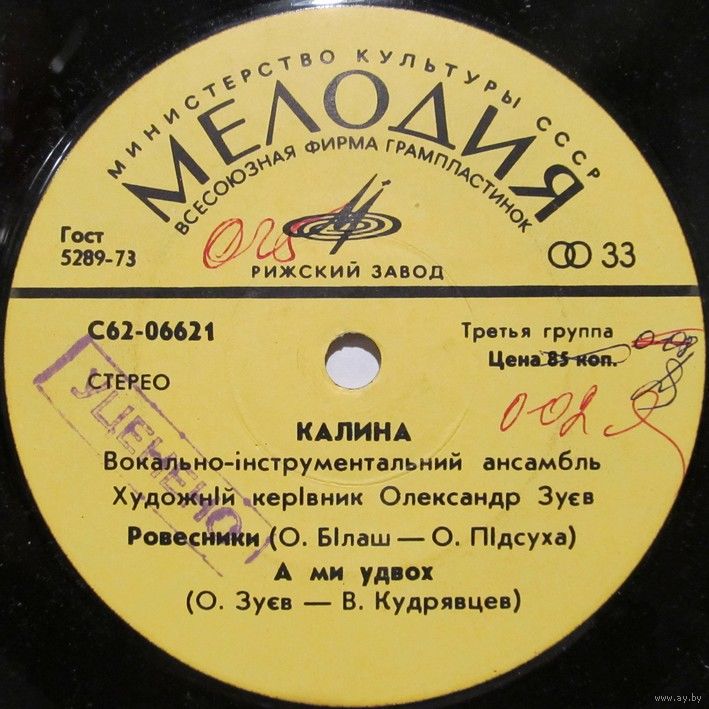 МИНИСТЕРСТВО КУЛЬТУРЫ СССР
МЕЛОДИЯ
ВСЕСОЮЗНАЯ ФИРМА ГРАМПЛАСТИНОК
Гост
5289-73
33
РИЖСКИЙ ЗАВОД
С62-06621
Третья группа
СТЕРЕО
Цена 85 коп.
УЦЕНЕНО
0-02
КАЛИНА
Вокально-інструментальний ансамбль
Художній керівник Олександр Зуєв
Ровесники (О. Білаш — О. Підсуха)
А ми удвох
(О. Зуєв — В. Кудрявцев)
www.ay.by